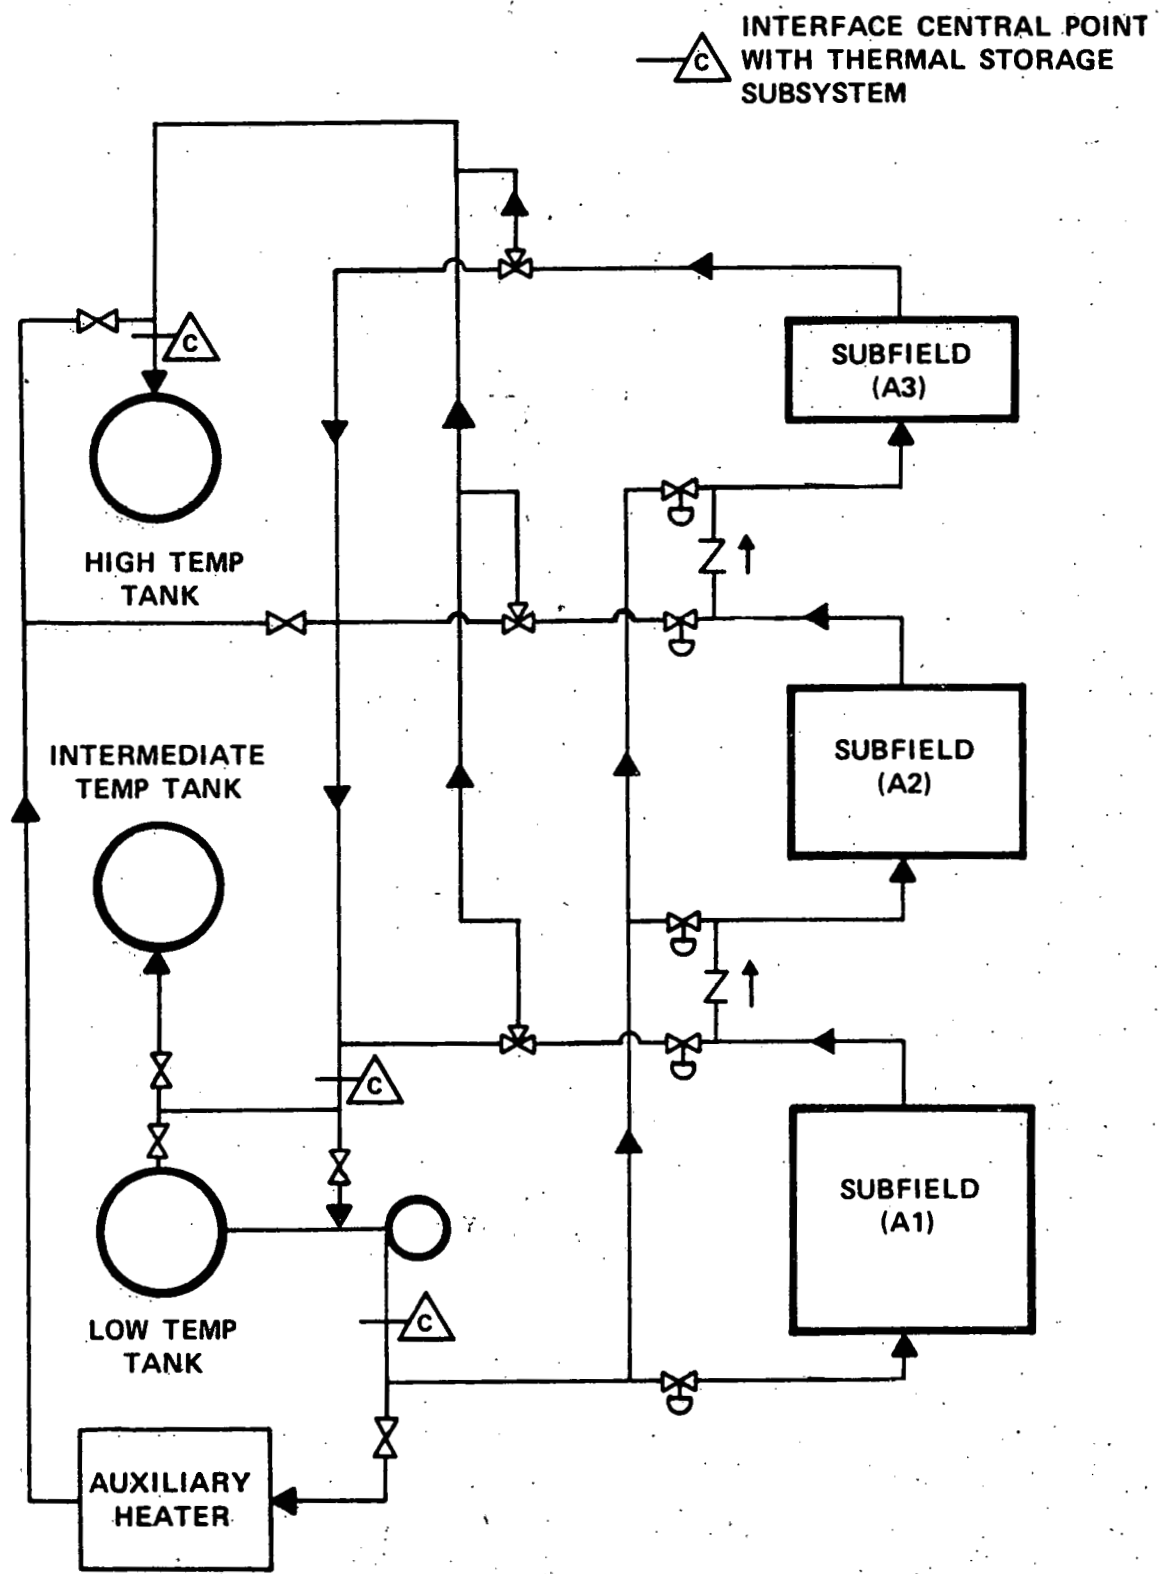 INTERFACE CENTRAL POINT
WITH THERMAL STORAGE
SUBSYSTEM
C
C
SUBFIELD
(A3)
HIGH TEMP
TANK
INTERMEDIATE
TEMP TANK
SUBFIELD
(A2)
C
SUBFIELD
(A1)
C
LOW TEMP
TANK
AUXILIARY
HEATER